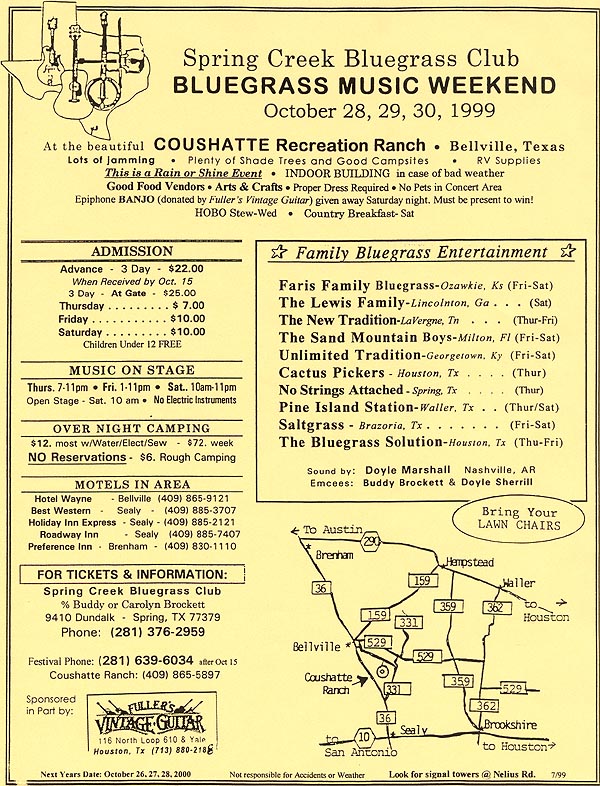 Spring Creek Bluegrass Club
BLUEGRASS MUSIC WEEKEND
October 28, 29, 30, 1999
At the beautiful COUSHATTE Recreation Ranch • Bellville, Texas
Lots of jamming • Plenty of Shade Trees and Good Campsites • RV Supplies
This is a Rain or Shine Event • INDOOR BUILDING in case of bad weather
Good Food Vendors • Arts & Crafts • Proper Dress Required • No Pets in Concert Area
Epiphone BANJO (donated by Fuller's Vintage Guitar) given away Saturday night. Must be present to win!
HOBO Stew-Wed • Country Breakfast- Sat
ADMISSION
Advance - 3 Day - $22.00
When Received by Oct. 15
3 Day - At Gate - $25.00
Thursday . . . . . . . . . $ 7.00
Friday . . . . . . . . . . . . $10.00
Saturday . . . . . . . . . . $10.00
Children Under 12 FREE
MUSIC ON STAGE
Thurs. 7-11pm • Fri. 1-11pm • Sat.. 10am-11pm
Open Stage - Sat. 10 am • No Electric Instruments
OVER NIGHT CAMPING
$12. most w/Water/Elect/Sew - $72. week
NO Reservations - $6. Rough Camping
MOTELS IN AREA
Hotel Wayne - Bellville (409) 865-9121
Best Western - Sealy - (409) 885-3707
Holiday Inn Express - Sealy - (409) 885-2121
Roadway Inn - Sealy (409) 885-7407
Preference Inn - Brenham - (409) 830-1110
FOR TICKETS & INFORMATION:
Spring Creek Bluegrass Club
% Buddy or Carolyn Brockett
9410 Dundalk - Spring, TX 77379
Phone: (281) 376-2959
Festival Phone: (281) 639-6034 after Oct 15
Coushatte Ranch: (409) 865-5897
Sponsored
in Part by:
FULLER'S
VINTAGE GUITAR
116 North Loop 610 & Yale
Houston, Tx (713) 880-2188
☆ Family Bluegrass Entertainment ☆
Faris Family Bluegrass-Ozawkie, Ks (Fri-Sat)
The Lewis Family-Lincolnton, Ga . . . (Sat)
The New Tradition-LaVergne, Tn . . . . (Thur-Fri)
The Sand Mountain Boys-Milton, Fl (Fri-Sat)
Unlimited Tradition-Georgetown, Ky (Fri-Sat)
Cactus Pickers - Houston, Tx . . . . (Thur)
No Strings Attached - Spring, Tx . . . . (Thur)
Pine Island Station-Waller, Tx . . (Thur/Sat)
Saltgrass - Brazoria, Tx . . . . . . . (Fri-Sat)
The Bluegrass Solution-Houston, Tx (Thu-Fri)
Sound by: Doyle Marshall Nashville, AR
Emcees: Buddy Brockett & Doyle Sherrill
Bring Your
LAWN CHAIRS
To Austin
290
Brenham
Hempstead
36
159
Waller
359
362
to
Houston
159
331
Bellville
529
529
Coushatte
Ranch
331
359
529
362
36
Brookshire
Sealy
10
to
San Antonio
to Houston
Next Years Date: October 26, 27, 28, 2000
Not responsible for Accidents or Weather
Look for signal towers @ Nelius Rd.
7/99